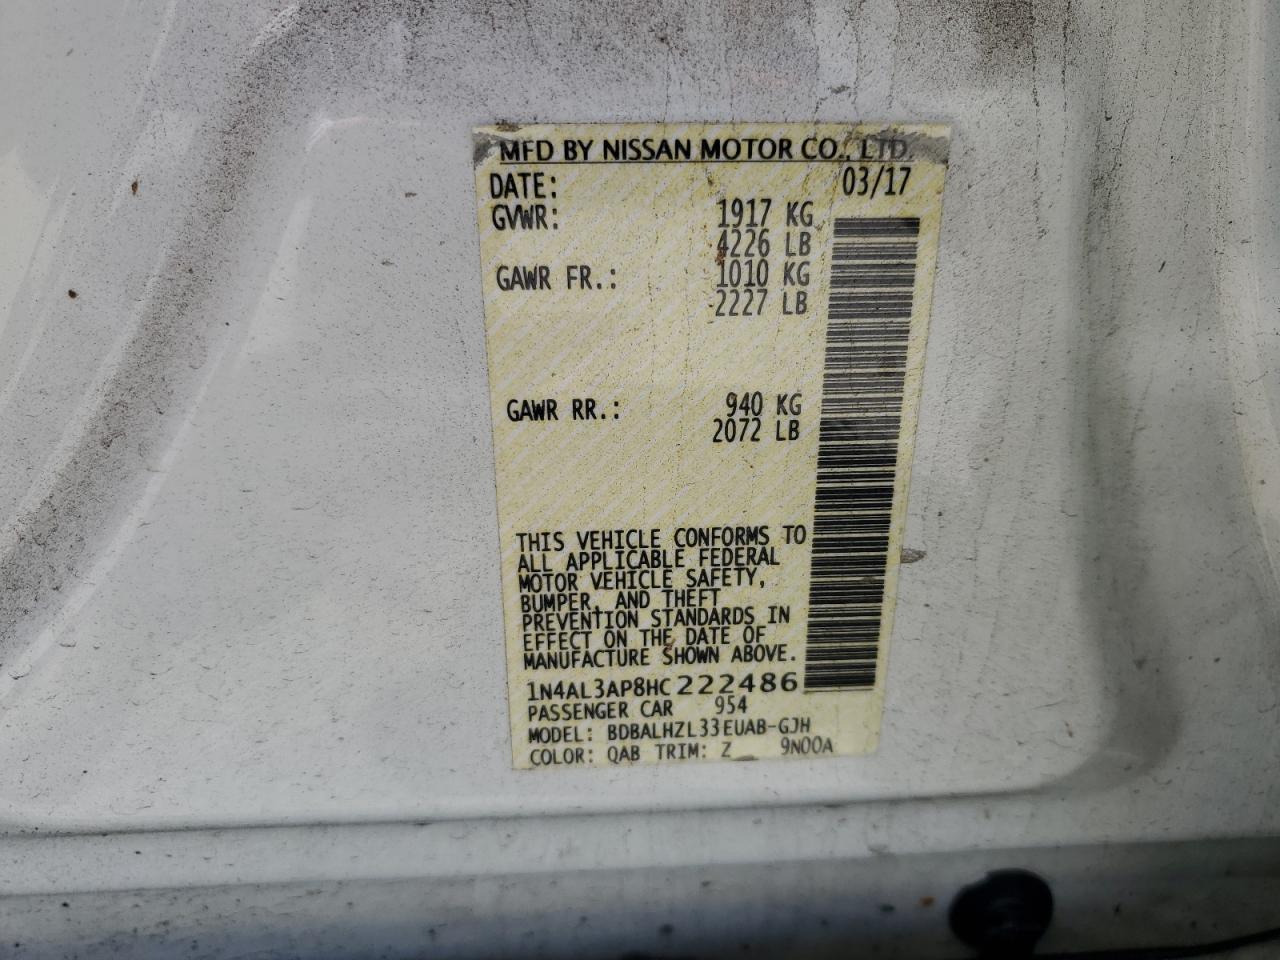 MFD BY NISSAN MOTOR CO., LTD.
DATE: 03/17
GVWR: 1917 KG
4226 LB
GAWR FR.: 1010 KG
2227 LB
GAWR RR.: 940 KG
2072 LB
THIS VEHICLE CONFORMS TO
ALL APPLICABLE FEDERAL
MOTOR VEHICLE SAFETY,
BUMPER, AND THEFT
PREVENTION STANDARDS IN
EFFECT ON THE DATE OF
MANUFACTURE SHOWN ABOVE.
1N4AL3AP8HC222486
PASSENGER CAR 954
MODEL: BDBALHZL33EUAB-GJH
COLOR: QAB TRIM: Z 9N00A